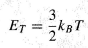 E_T = \frac{3}{2} k_B T